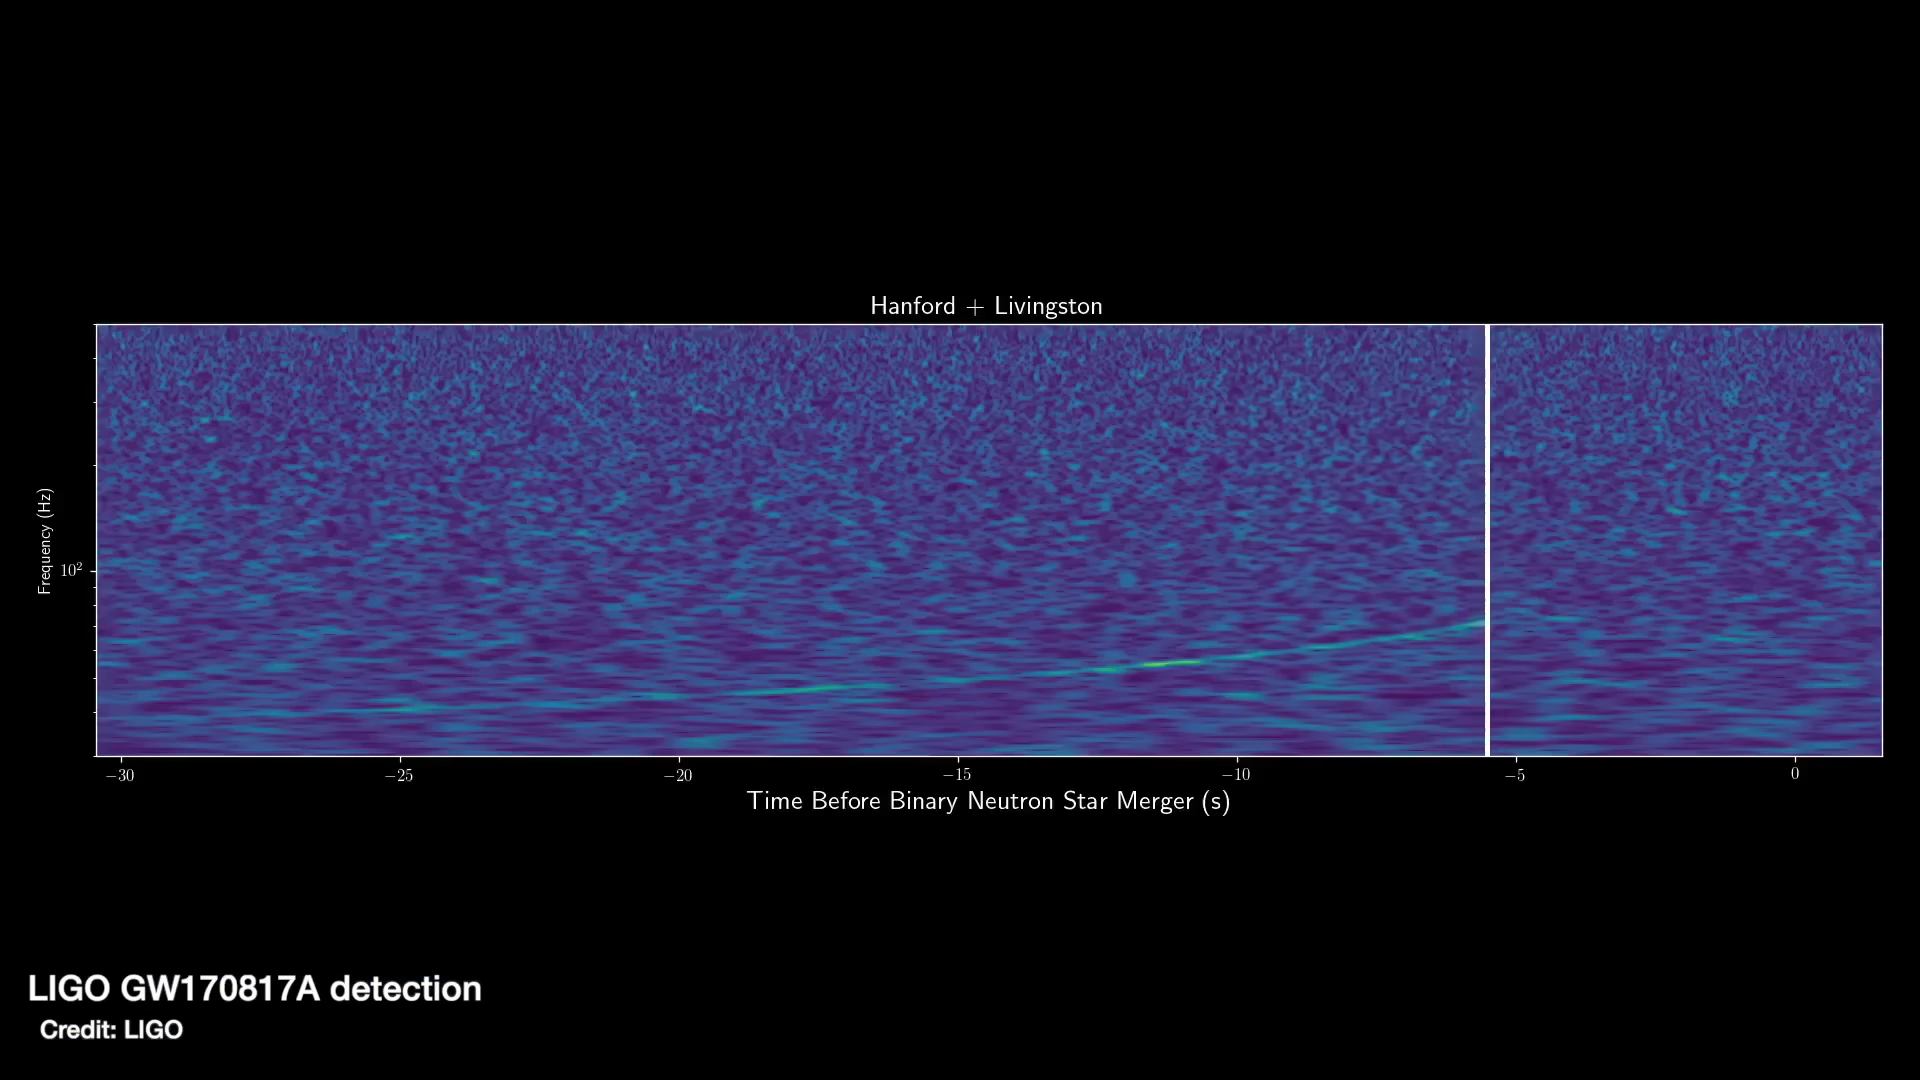 Hanford + Livingston
Frequency (Hz)
10²
−30 −25 −20 −15 −10 −5 0
Time Before Binary Neutron Star Merger (s)
LIGO GW170817A detection
Credit: LIGO